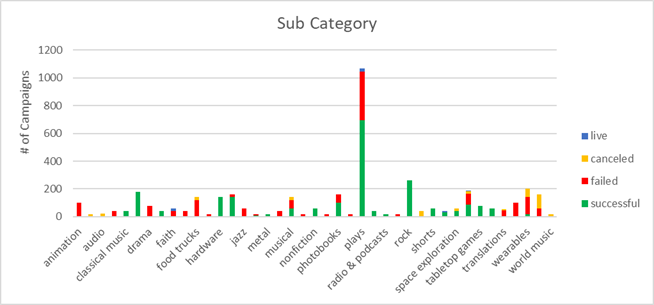 Sub Category
# of Campaigns
1200
1000
800
600
400
200
0
animation
audio
classical music
drama
faith
food trucks
hardware
jazz
metal
musical
nonfiction
photobooks
plays
radio & podcasts
rock
shorts
space exploration
tabletop games
translations
wearables
world music
live
canceled
failed
successful